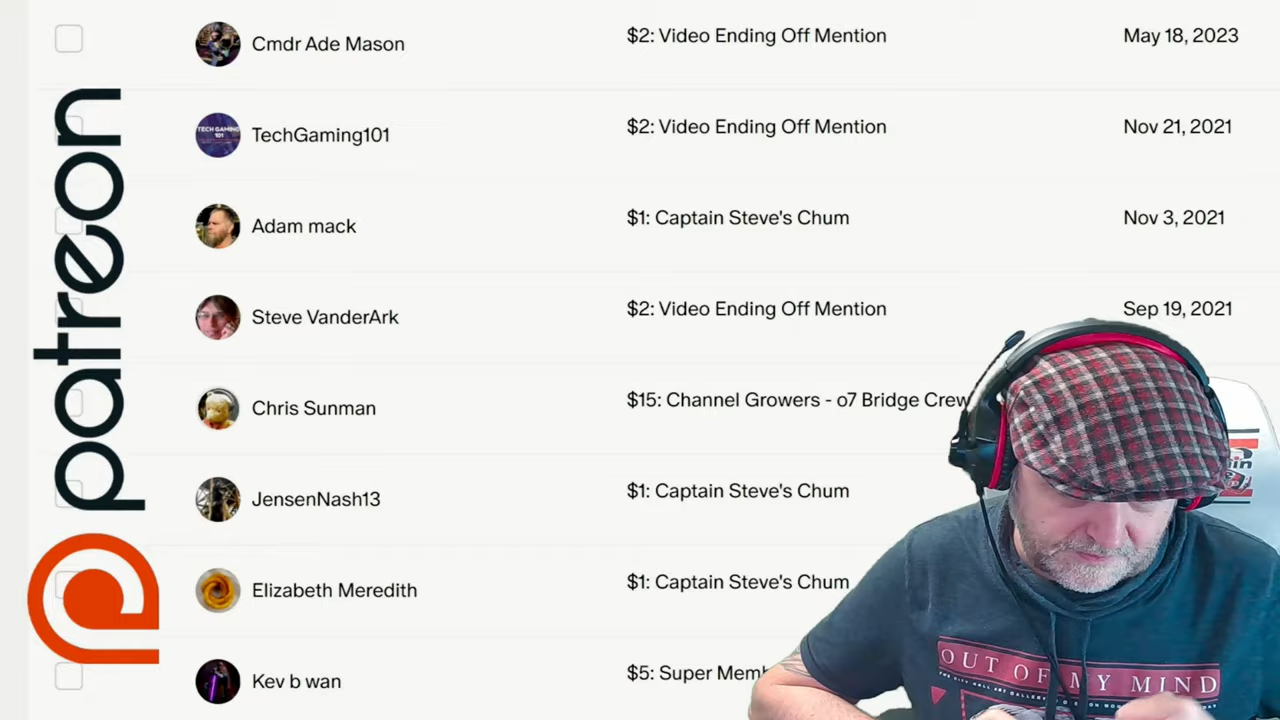 Cmdr Ade Mason $2: Video Ending Off Mention May 18, 2023
TechGaming101 $2: Video Ending Off Mention Nov 21, 2021
Adam mack $1: Captain Steve's Chum Nov 3, 2021
Steve VanderArk $2: Video Ending Off Mention Sep 19, 2021
Chris Sunman $15: Channel Growers - o7 Bridge Crew
JensenNash13 $1: Captain Steve's Chum
Elizabeth Meredith $1: Captain Steve's Chum
Kev b wan $5: Super
patreon
TECH GAMING
101
OUT OF MY MIND